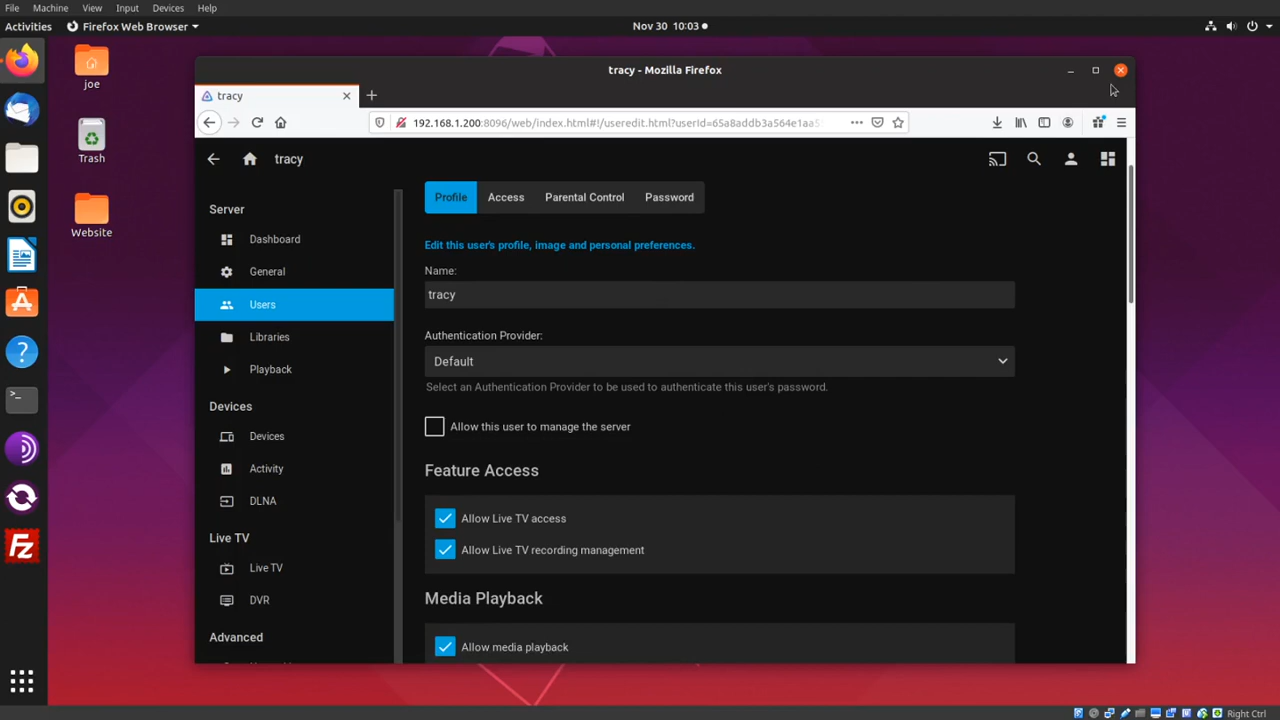 File Machine View Input Devices Help
Activities Firefox Web Browser Nov 30 10:03
joe
Trash
Website
tracy - Mozilla Firefox
tracy
192.168.1.200:8096/web/index.html#!/useredit.html?userId=65a8addb3a564e1aa5
tracy
Server
Dashboard
General
Users
Libraries
Playback
Devices
Devices
Activity
DLNA
Live TV
Live TV
DVR
Advanced
Profile Access Parental Control Password
Edit this user's profile, image and personal preferences.
Name:
tracy
Authentication Provider:
Default
Select an Authentication Provider to be used to authenticate this user's password.
Allow this user to manage the server
Feature Access
Allow Live TV access
Allow Live TV recording management
Media Playback
Allow media playback
Right Ctrl